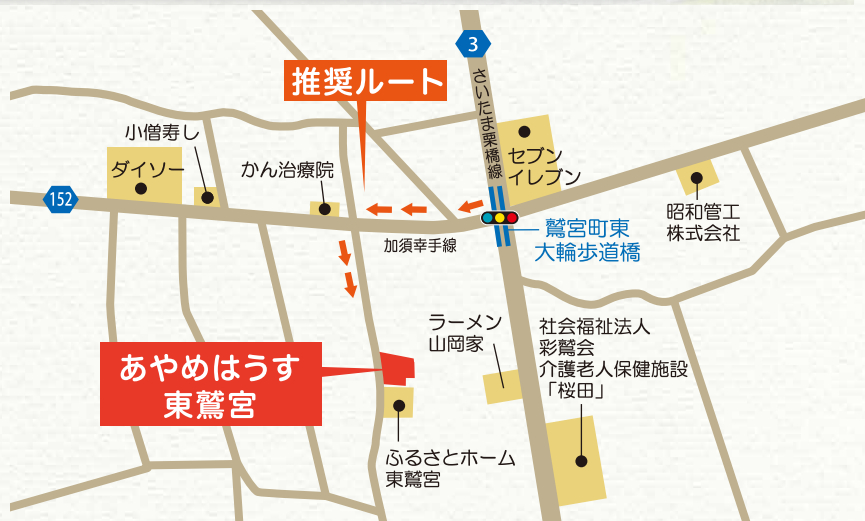 3
さいたま栗橋線
推奨ルート
小僧寿し
ダイソー
かん治療院
セブン
イレブン
152
昭和管工
株式会社
加須幸手線
鷲宮町東
大輪歩道橋
ラーメン
山岡家
社会福祉法人
彩鷲会
介護老人保健施設
「桜田」
あやめはうす
東鷲宮
ふるさとホーム
東鷲宮